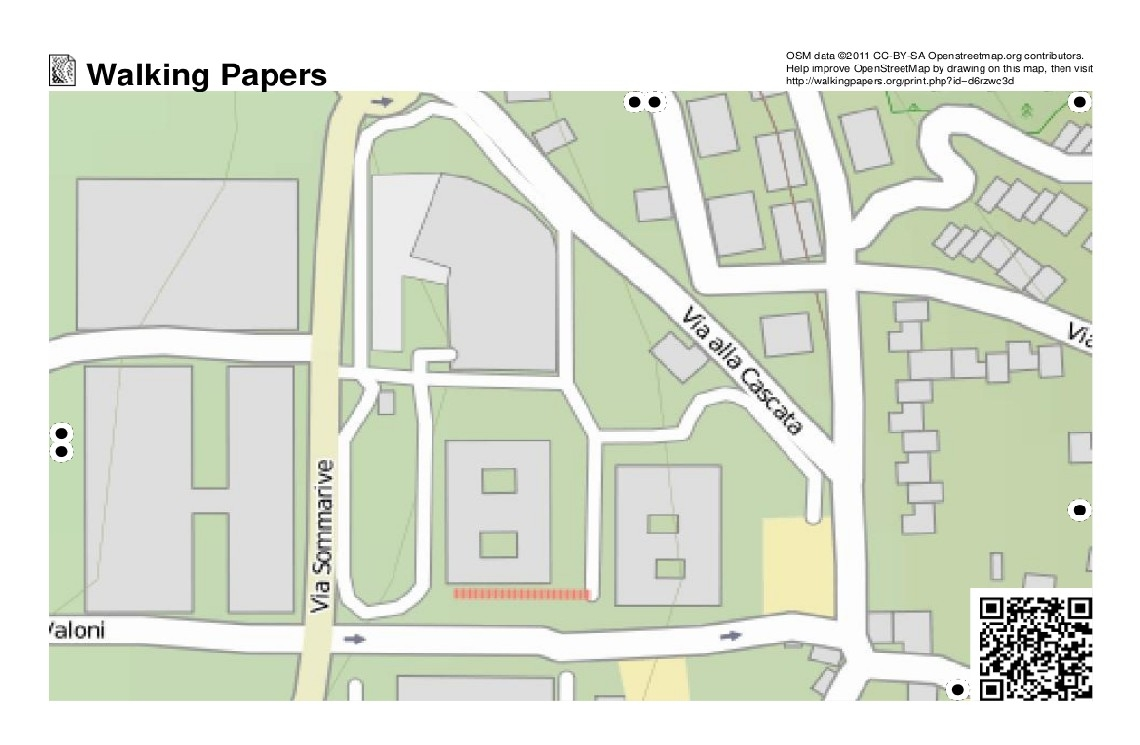 Walking Papers
OSM data ©2011 CC-BY-SA Openstreetmap.org contributors.
Help improve OpenStreetMap by drawing on this map, then visit
http://walkingpapers.org/print.php?id=d6rzwc3d
Via alla Cascata
Via
Via Sommarive
Valoni